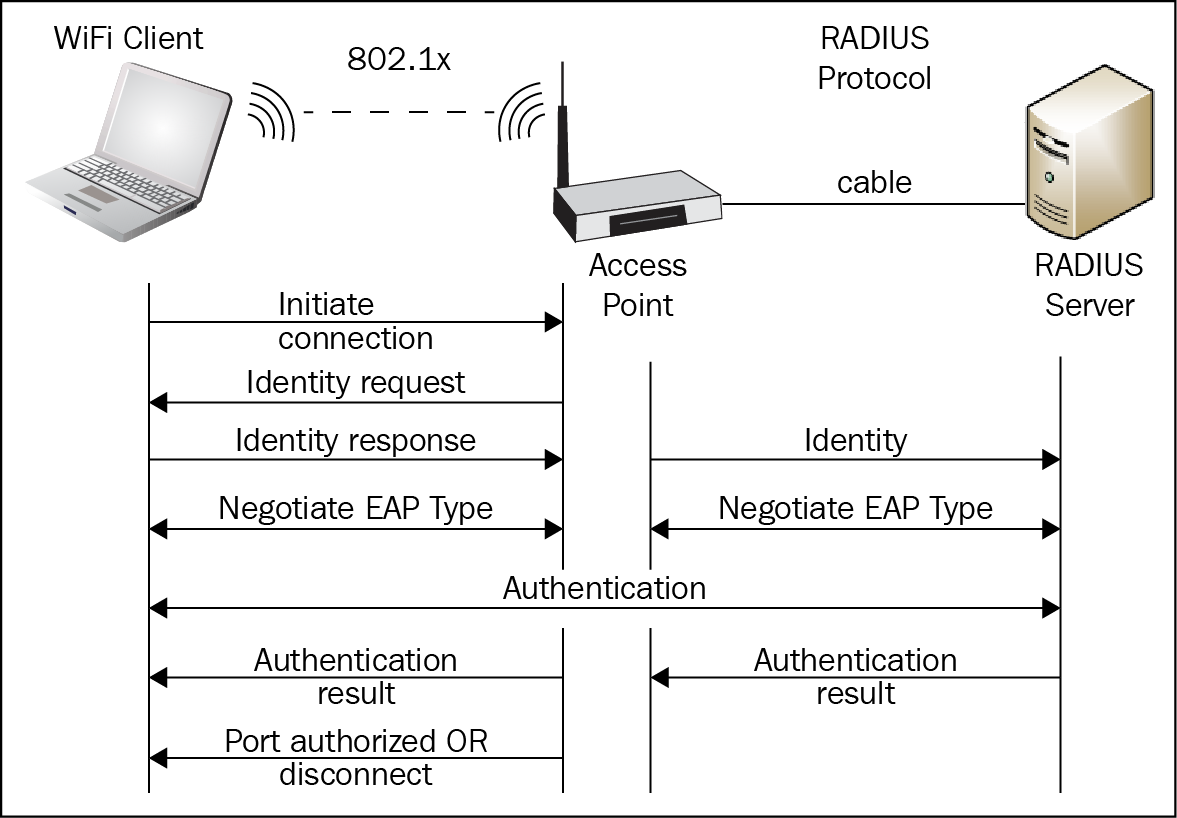 WiFi Client
802.1x
RADIUS
Protocol
cable
Access
Point
RADIUS
Server
Initiate
connection
Identity request
Identity response
Identity
Negotiate EAP Type
Negotiate EAP Type
Authentication
Authentication
result
Authentication
result
Port authorized OR
disconnect